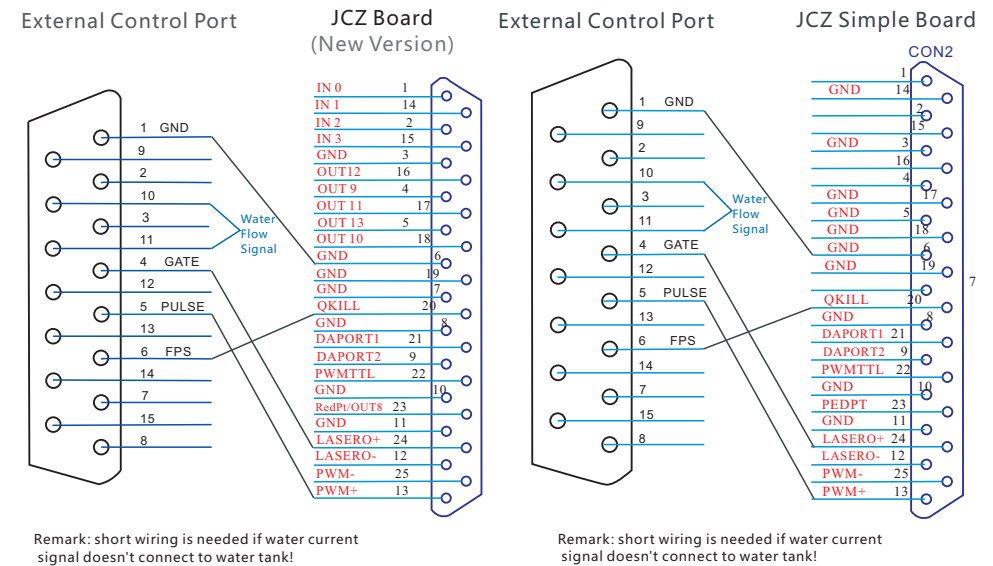 External Control Port
JCZ Board
(New Version)
1 GND
9
2
10
3
11
4 GATE
12
5 PULSE
13
6 FPS
14
7
15
8
Water
Flow
Signal
IN 0 1
IN 1 14
IN 2 2
IN 3 15
GND 3
OUT12 16
OUT 9 4
OUT 11 17
OUT 13 5
OUT 10 18
GND 6
GND 19
GND 7
QKILL 20
GND 8
DAPORT1 21
DAPORT2 9
PWMTTL 22
GND 10
RedPt/OUT8 23
GND 11
LASERO+ 24
LASERO- 12
PWM- 25
PWM+ 13
Remark: short wiring is needed if water current
signal doesn't connect to water tank!
External Control Port
JCZ Simple Board
CON2
1 GND
9
2
10
3
11
4 GATE
12
5 PULSE
13
6 FPS
14
7
15
8
Water
Flow
Signal
1
GND 14
2
15
GND 3
16
4
GND 17
GND 5
GND 18
GND 6
GND 19
7
QKILL 20
GND 8
DAPORT1 21
DAPORT2 9
PWMTTL 22
GND 10
PEDPT 23
GND 11
LASERO+ 24
LASERO- 12
PWM- 25
PWM+ 13
Remark: short wiring is needed if water current
signal doesn't connect to water tank!